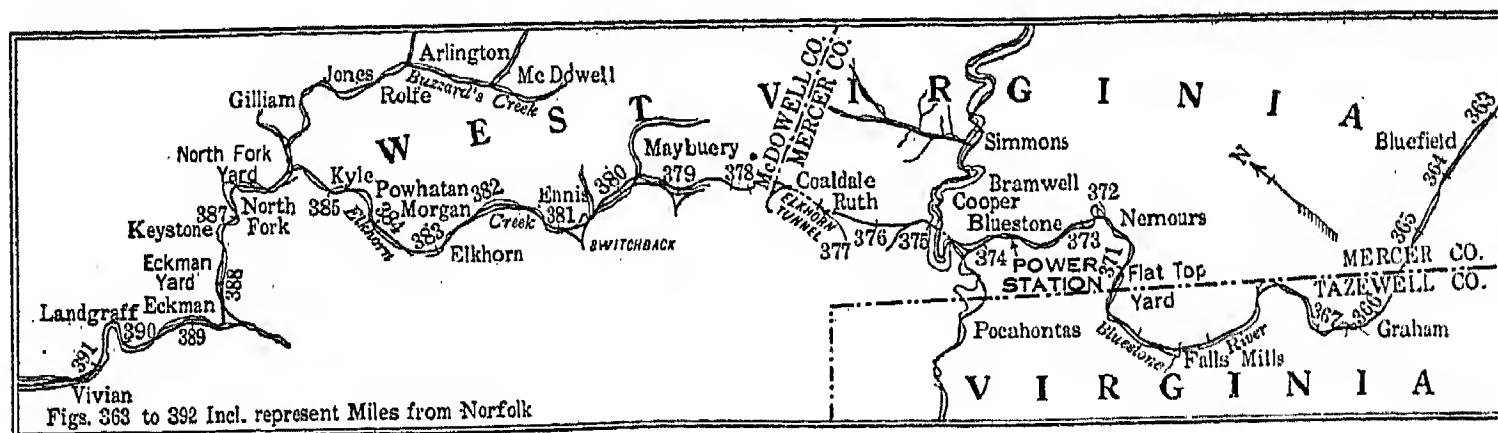 Arlington
Jones
Rolfe
Buzzard's Creek
Mc Dowell
Gilliam
WEST VIRGINIA
McDOWELL CO.
MERCER CO.
363
Bluefield
364
365
Simmons
North Fork
Yard
Kyle
385
Powhatan
384
Morgan
382
383
Elkhorn Creek
Elkhorn
Ennis
381
380
SWITCHBACK
Maybuery
379
378
Coaldale
Ruth
ELKHORN
TUNNEL
377
376
375
Bramwell
Cooper
Bluestone
374
POWER
STATION
372
373
Nemours
371
Flat Top
Yard
N
MERCER CO.
TAZEWELL CO.
387
North
Fork
Keystone
Eckman
Yard
388
Eckman
389
Landgraff
390
391
Vivian
Pocahontas
Bluestone River
Falls Mills
367
366
Graham
VIRGINIA
Figs. 363 to 392 Incl. represent Miles from Norfolk